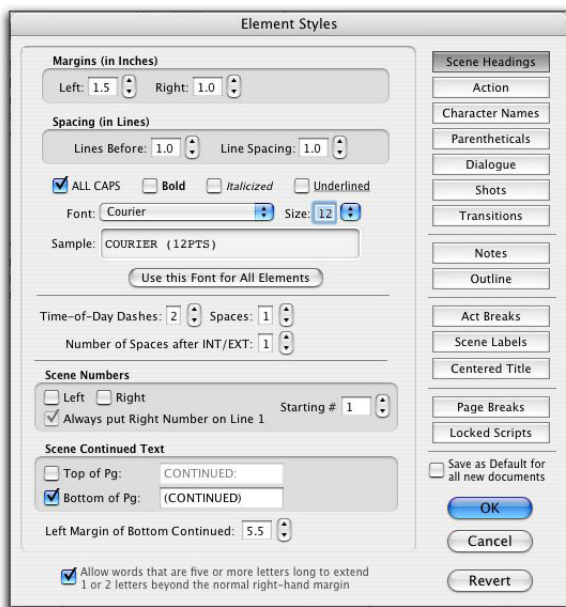 Element Styles
Margins (in Inches)
Left: 1.5 Right: 1.0
Spacing (in Lines)
Lines Before: 1.0 Line Spacing: 1.0
ALL CAPS Bold Italicized Underlined
Font: Courier Size: 12
Sample: COURIER (12PTS)
Use this Font for All Elements
Time-of-Day Dashes: 2 Spaces: 1
Number of Spaces after INT/EXT: 1
Scene Numbers
Left Right
Always put Right Number on Line 1
Starting # 1
Scene Continued Text
Top of Pg: CONTINUED:
Bottom of Pg: (CONTINUED)
Left Margin of Bottom Continued: 5.5
Allow words that are five or more letters long to extend
1 or 2 letters beyond the normal right-hand margin
Scene Headings
Action
Character Names
Parentheticals
Dialogue
Shots
Transitions
Notes
Outline
Act Breaks
Scene Labels
Centered Title
Page Breaks
Locked Scripts
Save as Default for
all new documents
OK
Cancel
Revert